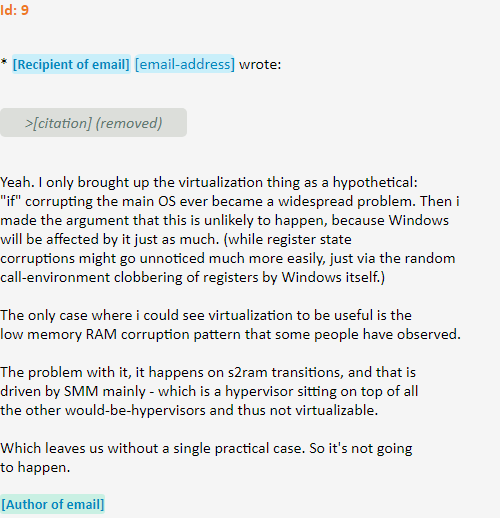 Id: 9
* [Recipient of email] [email-address] wrote:
>[citation] (removed)
Yeah. I only brought up the virtualization thing as a hypothetical:
"if" corrupting the main OS ever became a widespread problem. Then i
made the argument that this is unlikely to happen, because Windows
will be affected by it just as much. (while register state
corruptions might go unnoticed much more easily, just via the random
call-environment clobbering of registers by Windows itself.)
The only case where i could see virtualization to be useful is the
low memory RAM corruption pattern that some people have observed.
The problem with it, it happens on s2ram transitions, and that is
driven by SMM mainly - which is a hypervisor sitting on top of all
the other would-be-hypervisors and thus not virtualizable.
Which leaves us without a single practical case. So it's not going
to happen.
[Author of email]